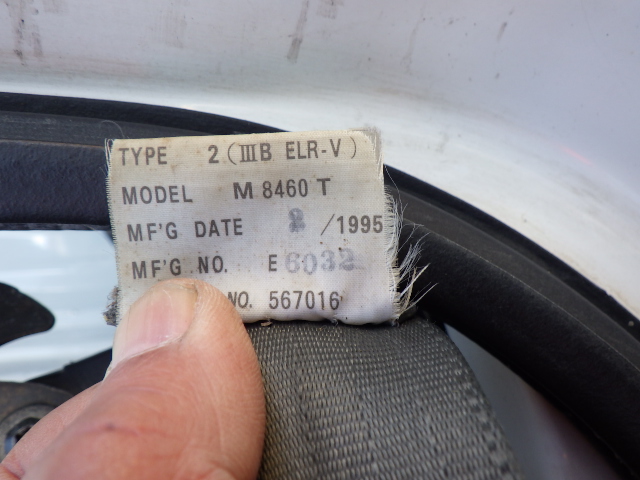 TYPE 2 (IIIB ELR-V)
MODEL M 8460 T
MF'G DATE 2 /1995
MF'G NO. E 6032
NO. 567016